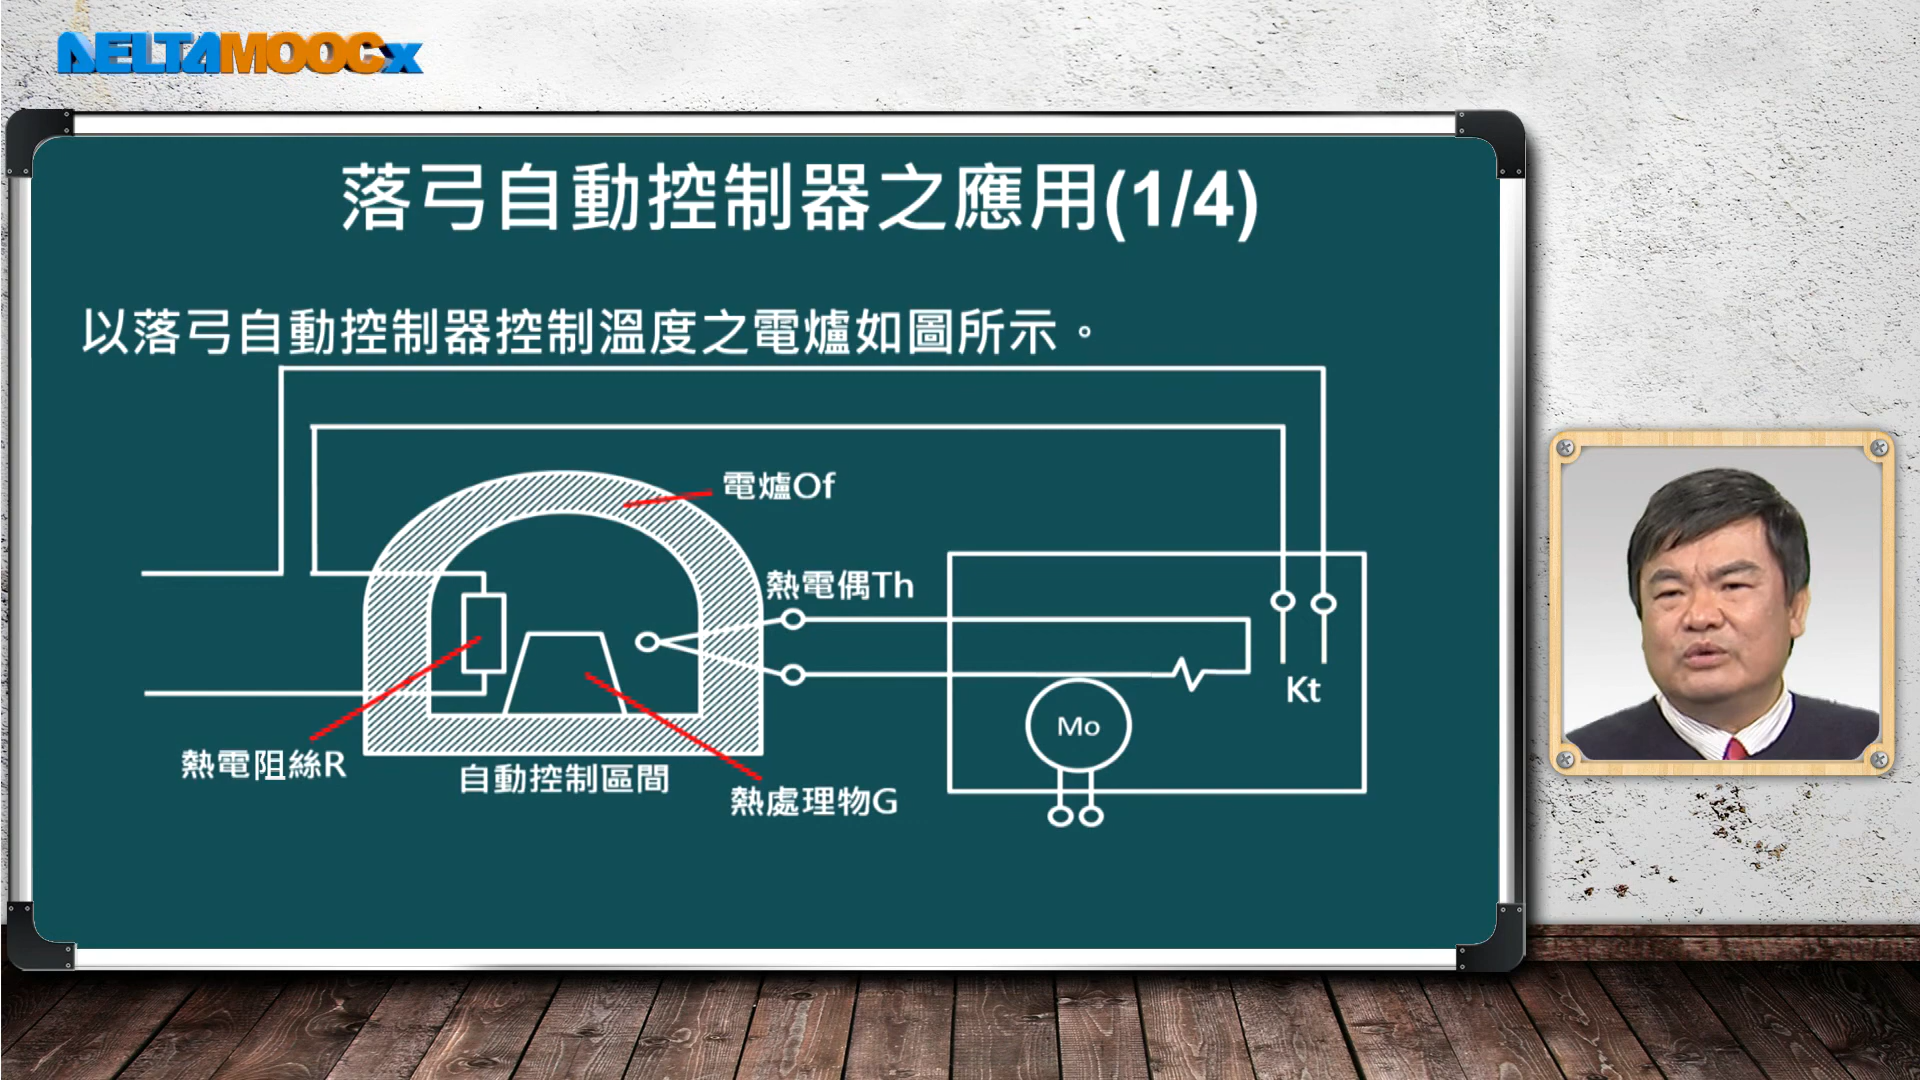 DELTAMOOCx
落弓自動控制器之應用(1/4)
以落弓自動控制器控制溫度之電爐如圖所示。
電爐Of
熱電偶Th
Kt
Mo
熱電阻絲R
自動控制區間
熱處理物G